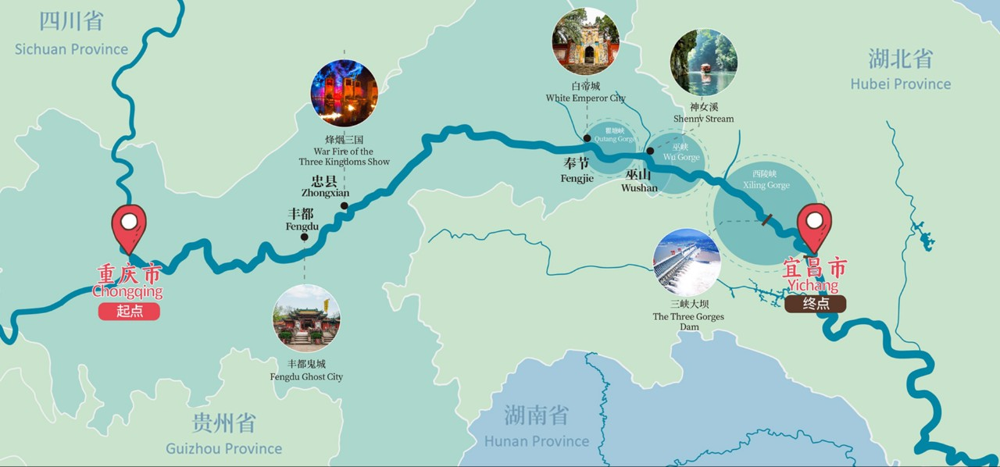 四川省
Sichuan Province
湖北省
Hubei Province
白帝城
White Emperor City
神女溪
Shennv Stream
烽烟三国
War Fire of the
Three Kingdoms Show
忠县
Zhongxian
丰都
Fengdu
瞿塘峡
Qutang Gorge
巫峡
Wu Gorge
奉节
Fengjie
巫山
Wushan
西陵峡
Xiling Gorge
重庆市
Chongqing
起点
宜昌市
Yichang
终点
三峡大坝
The Three Gorges
Dam
丰都鬼城
Fengdu Ghost City
贵州省
Guizhou Province
湖南省
Hunan Province